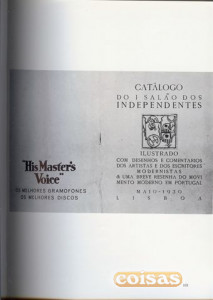 CATÁLOGO
DO I SALÃO DOS
INDEPENDENTES
ILUSTRADO
COM DESENHOS E COMENTARIOS
DOS ARTISTAS E DOS ESCRITORES
MODERNISTAS
& UMA BREVE RESENHA DO MOVI
MENTO MODERNO EM PORTUGAL
MAIO-1930
LISBOA
"His Master's
Voice"
OS MELHORES GRAMOFONES
OS MELHORES DISCOS
coisas